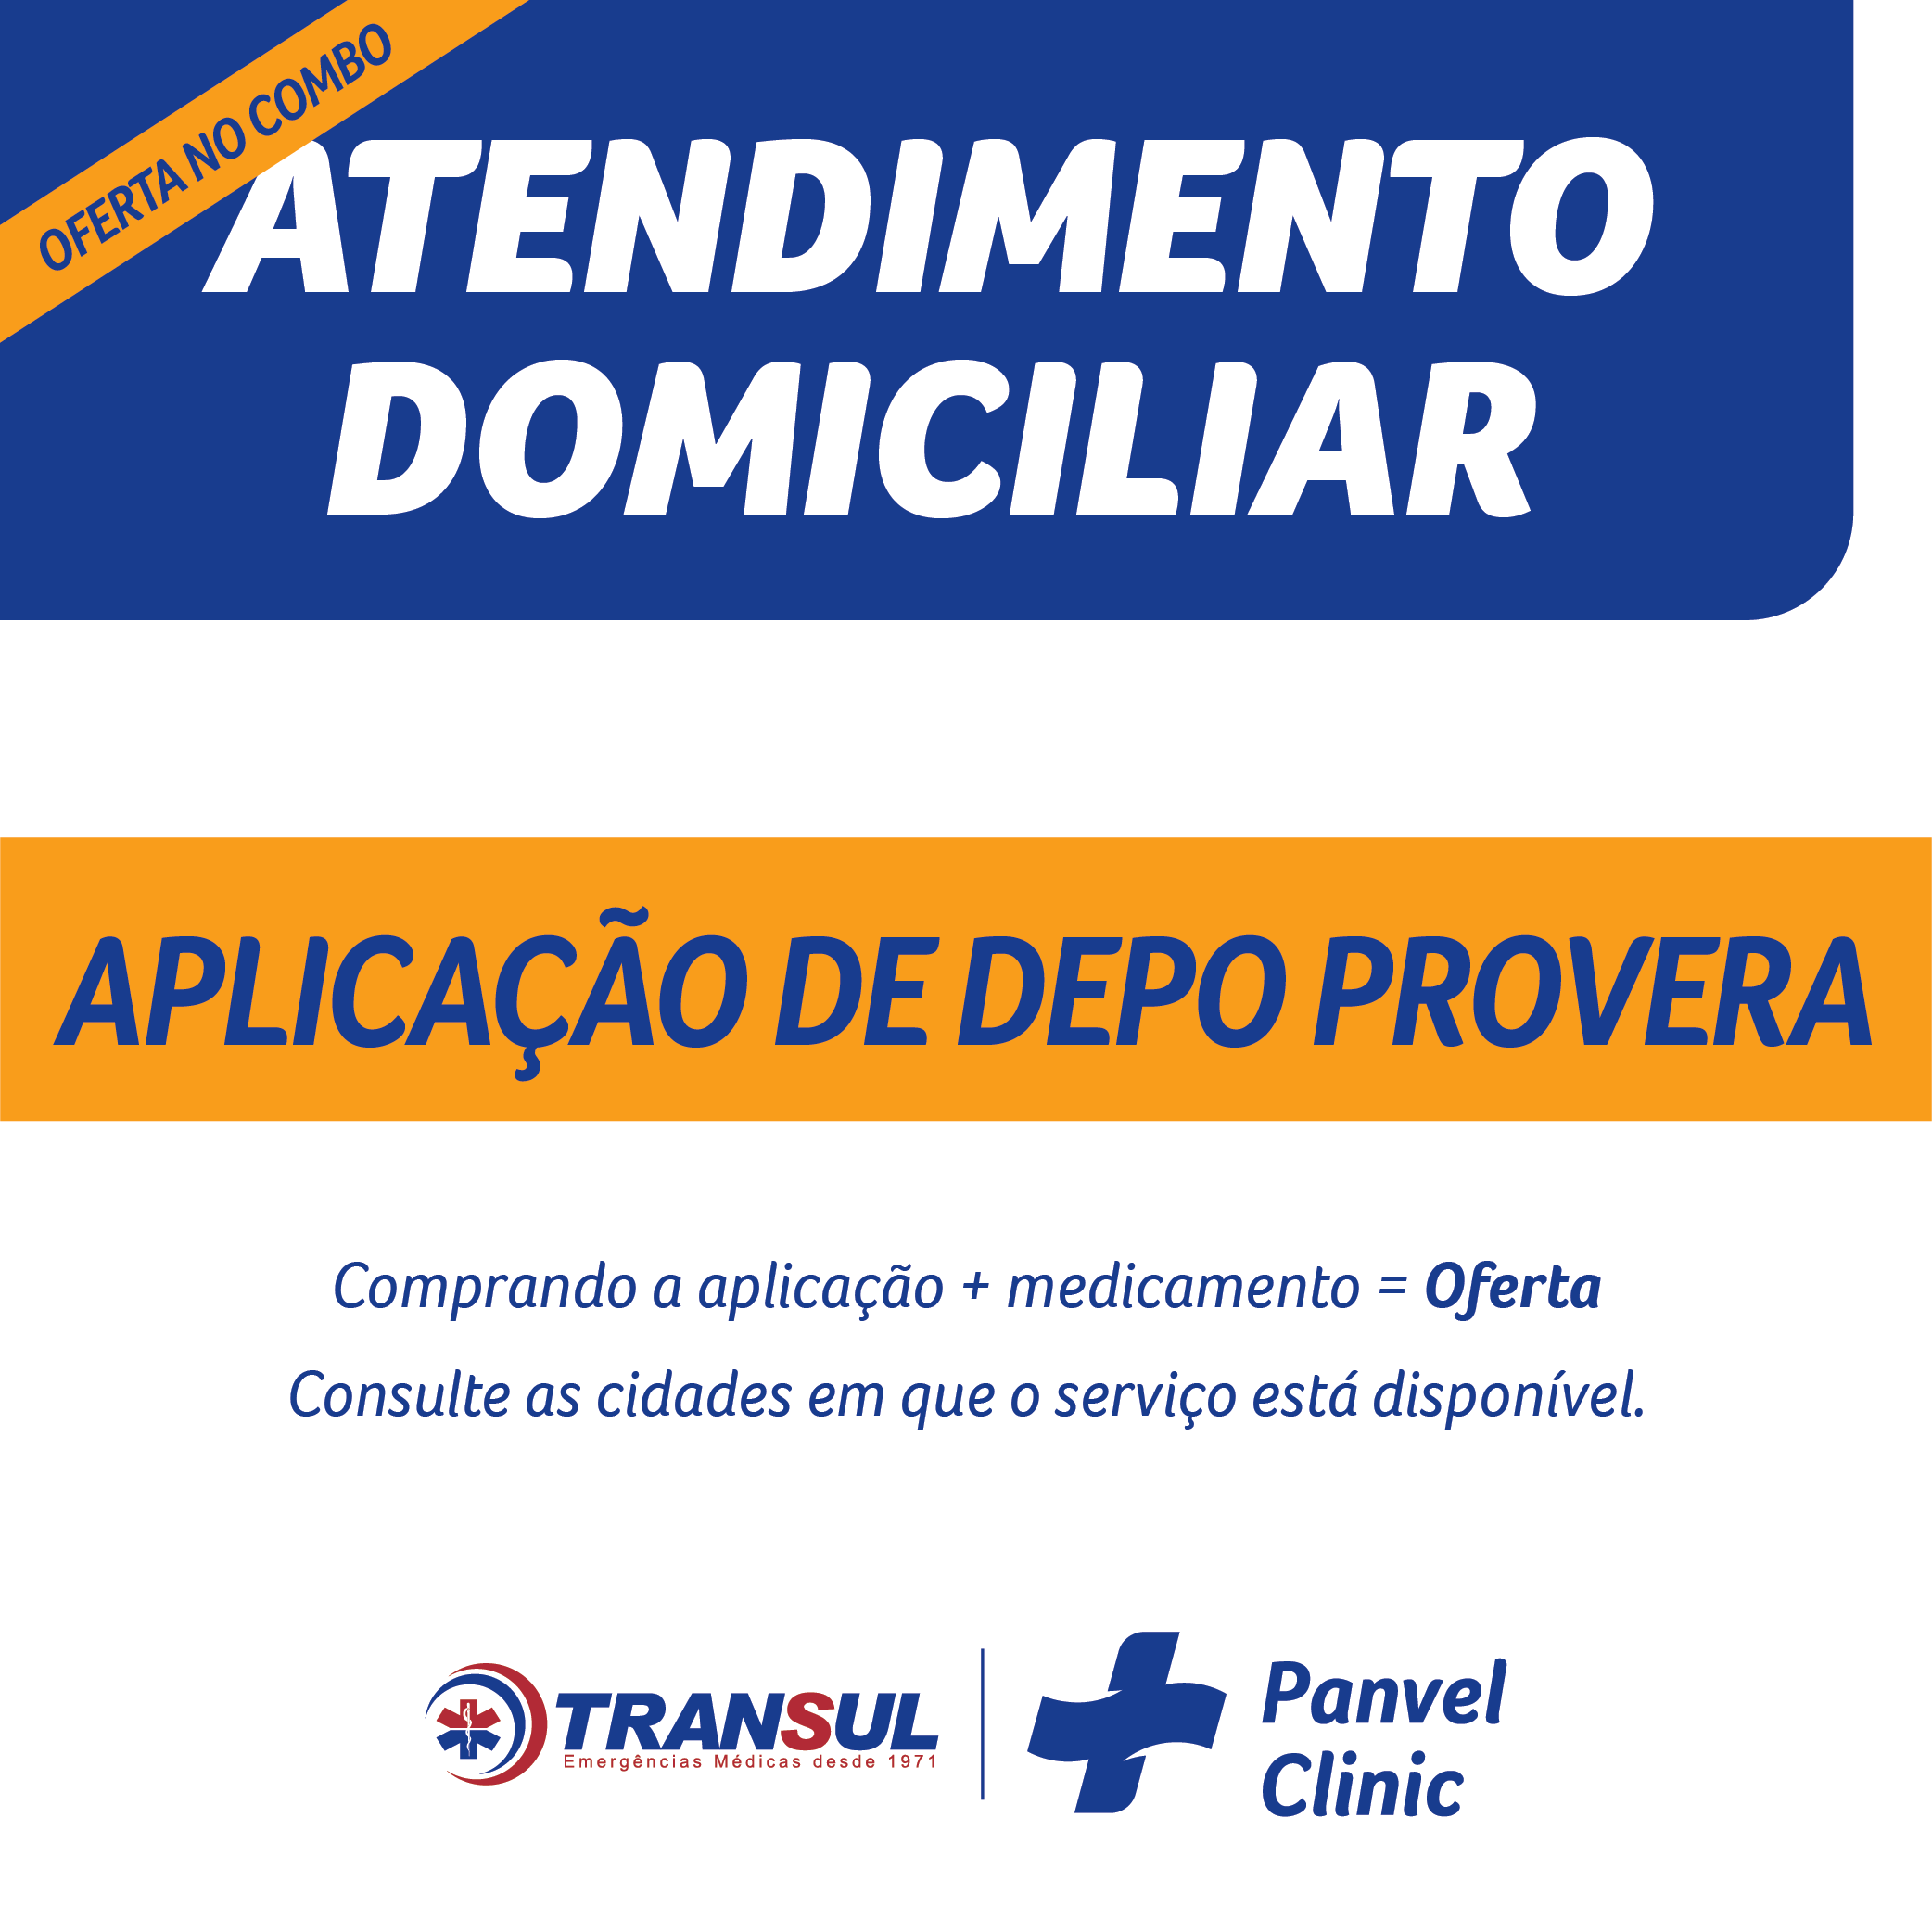 OFERTA NO COMBO
ATENDIMENTO
DOMICILIAR
APLICAÇÃO DE DEPO PROVERA
Comprando a aplicação + medicamento = Oferta
Consulte as cidades em que o serviço está disponível.
TRANSUL
Emergências Médicas desde 1971
Panvel
Clinic